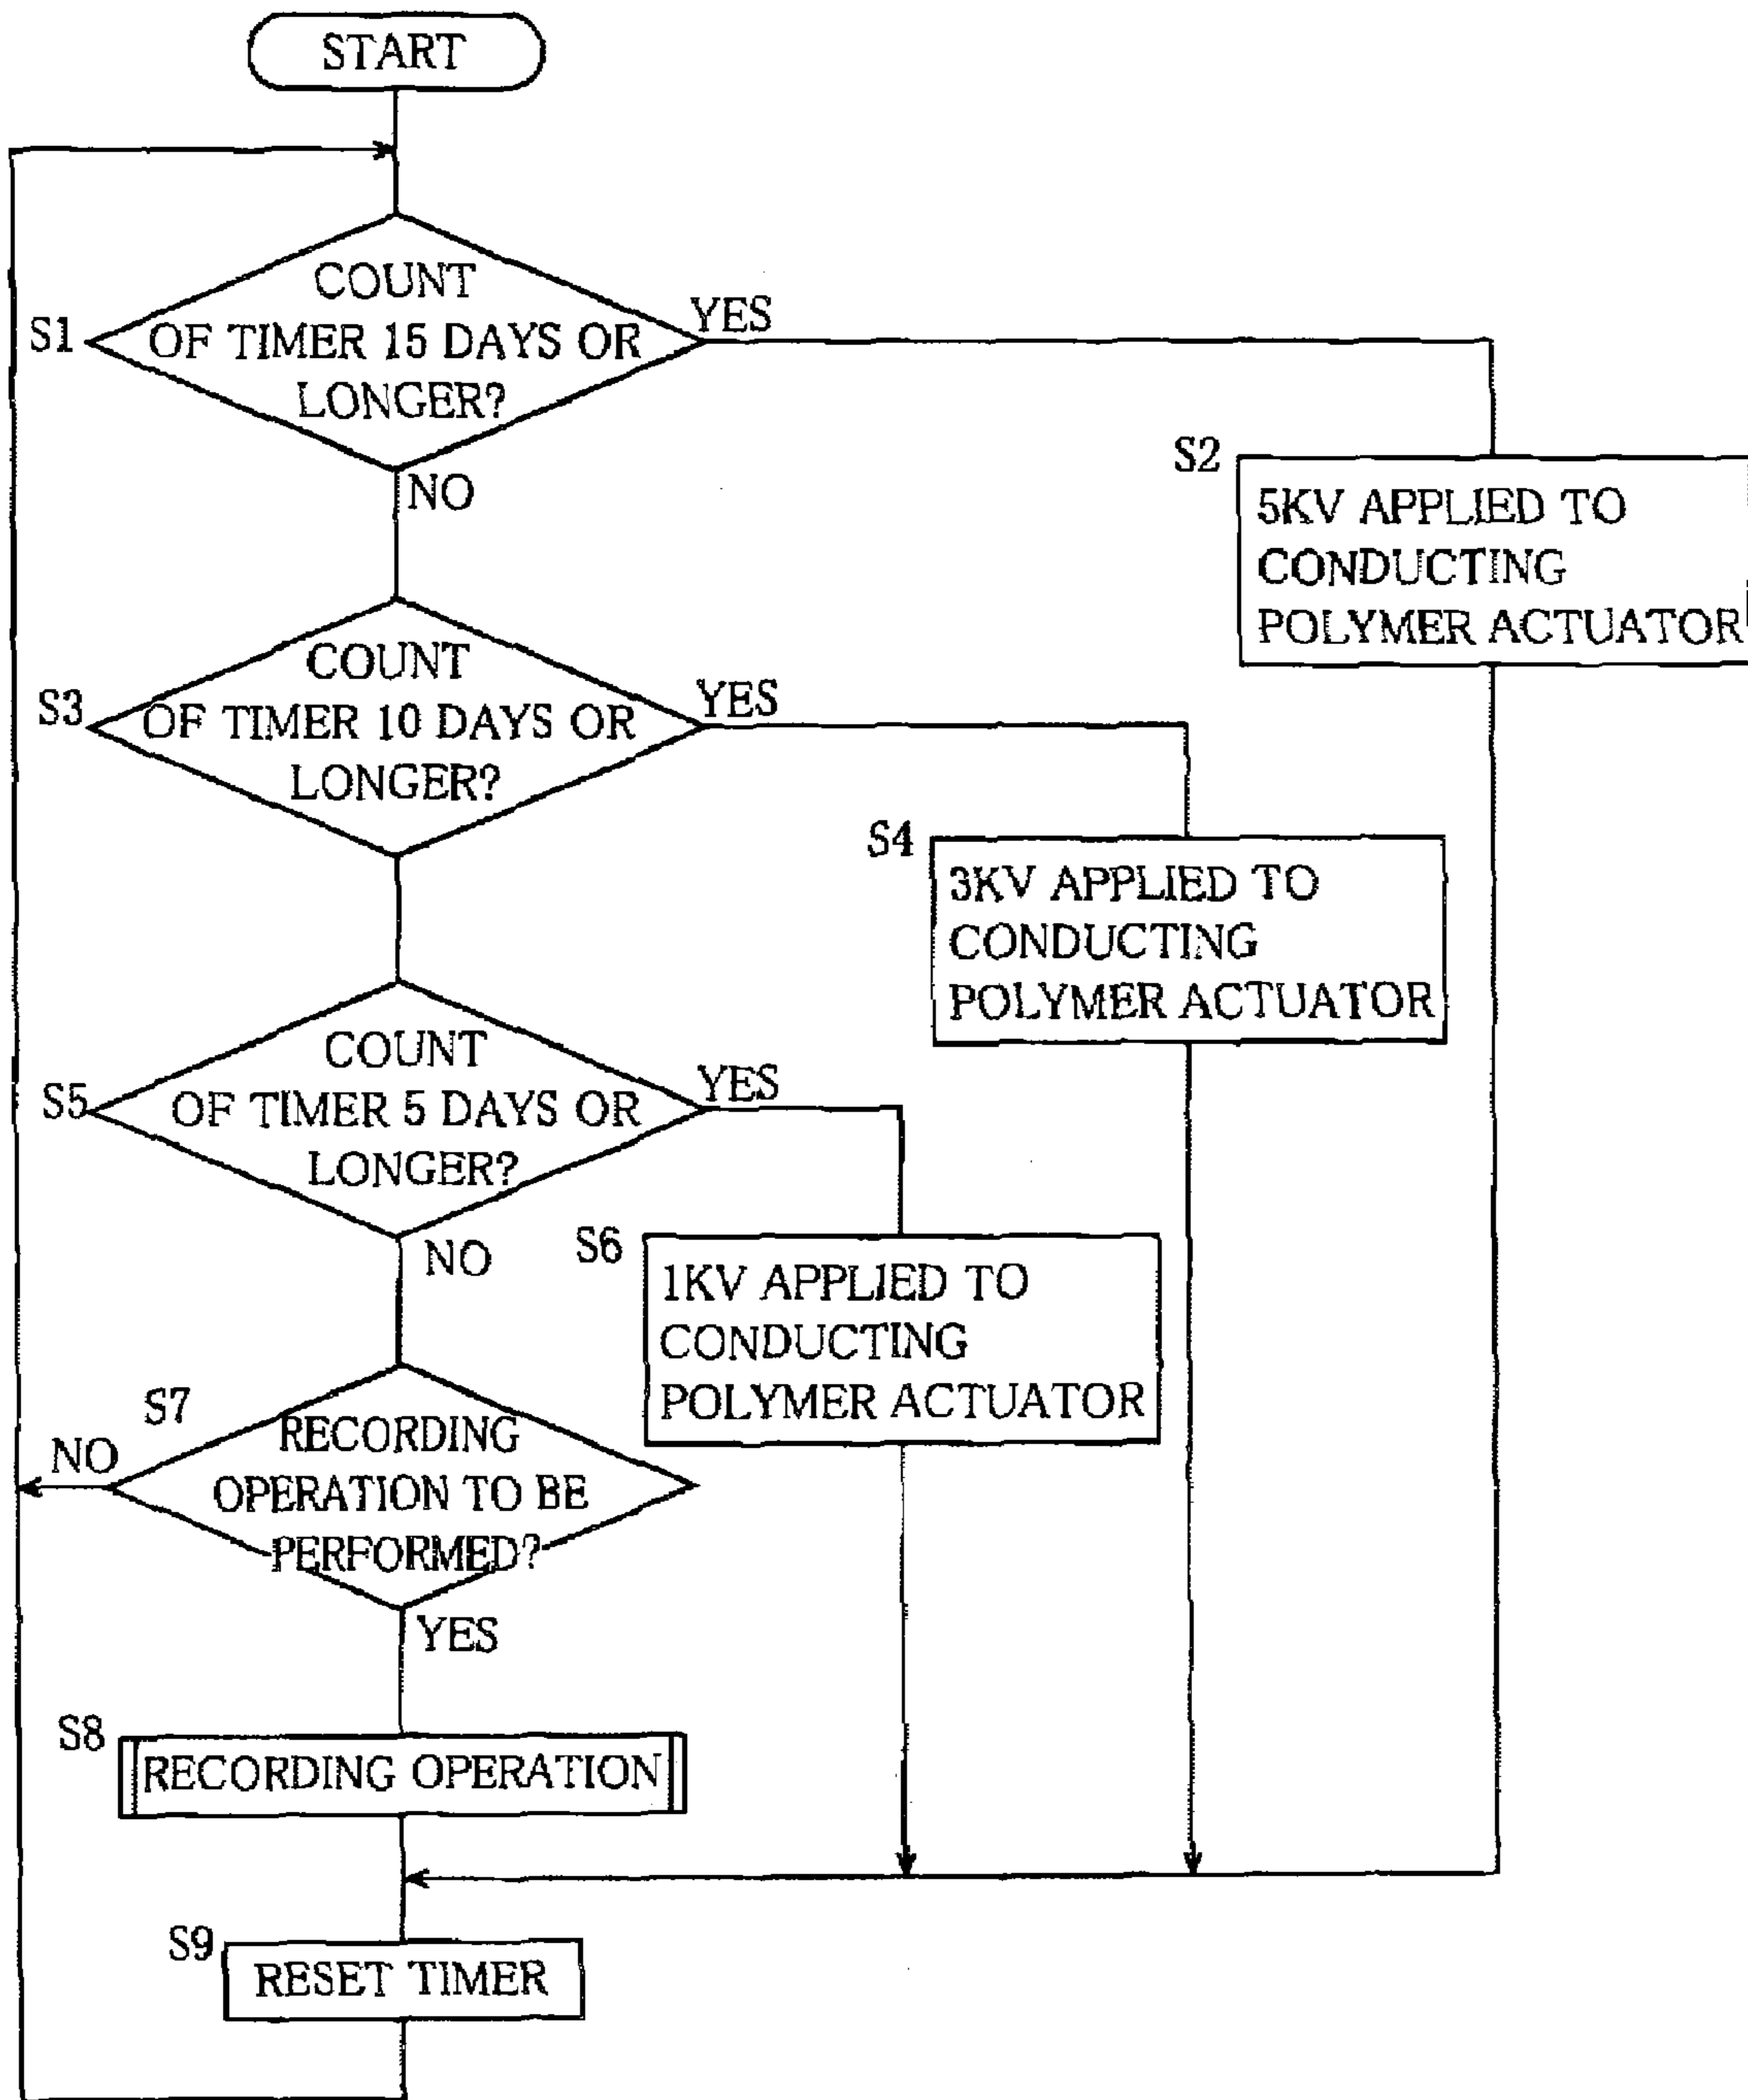 START
COUNT
OF TIMER 15 DAYS OR
LONGER?
S1
YES
NO
S2
5KV APPLIED TO
CONDUCTING
POLYMER ACTUATOR
COUNT
OF TIMER 10 DAYS OR
LONGER?
S3
YES
S4
3KV APPLIED TO
CONDUCTING
POLYMER ACTUATOR
COUNT
OF TIMER 5 DAYS OR
LONGER?
S5
YES
NO
S6
1KV APPLIED TO
CONDUCTING
POLYMER ACTUATOR
S7
NO
RECORDING
OPERATION TO BE
PERFORMED?
YES
S8
RECORDING OPERATION
S9
RESET TIMER